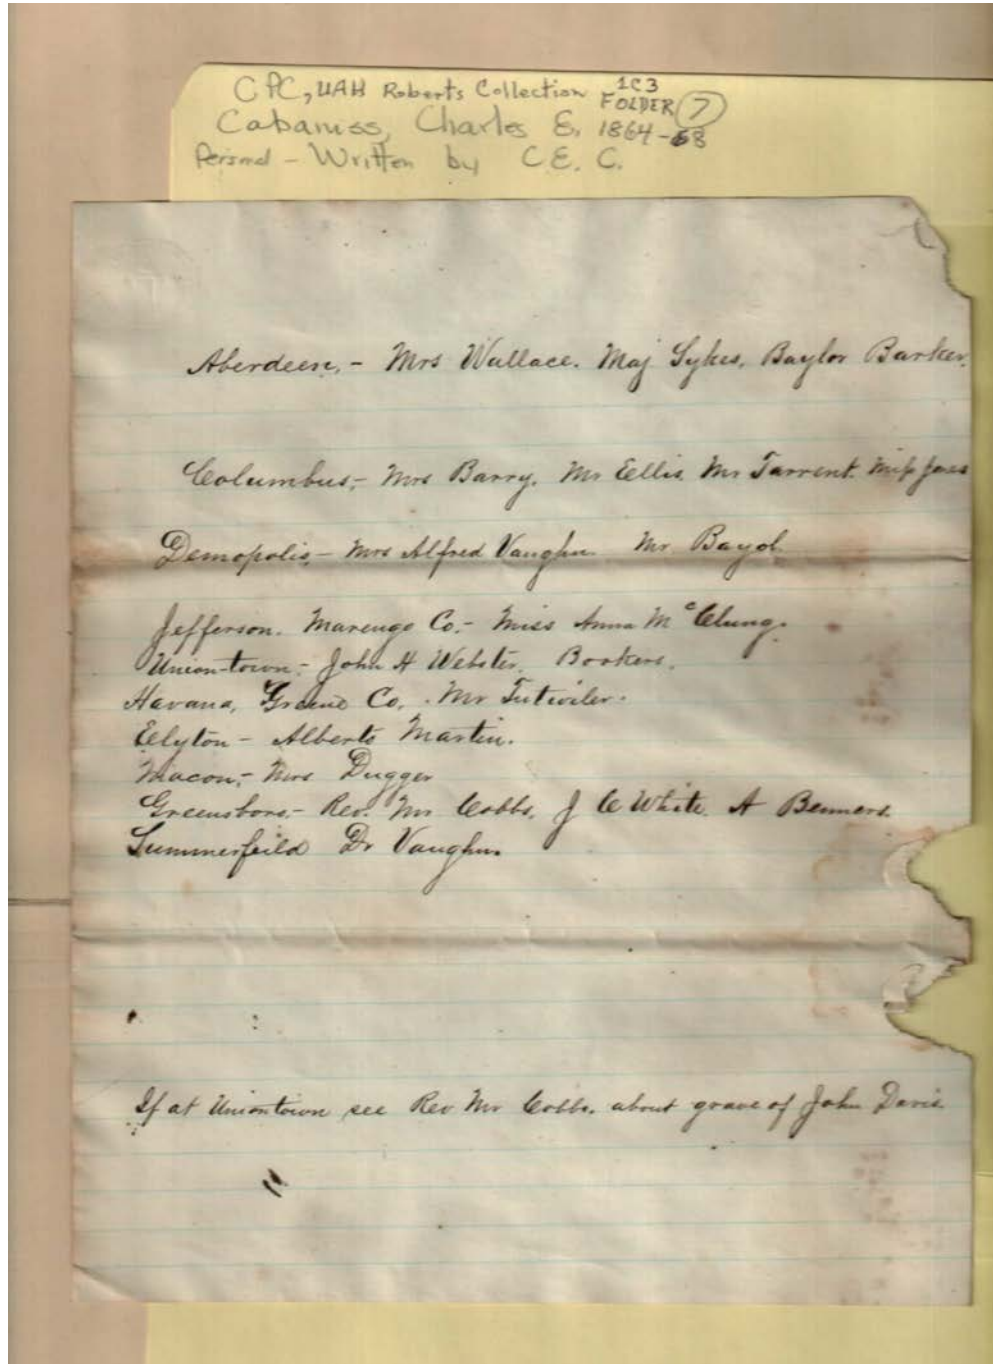 CPC, UAH Roberts Collection 1C3
FOLDER 7
Cabaniss, Charles E. 1864-68
Personal - Written by C.E.C.
Aberdeen, - Mrs Wallace. Maj Sykes, Baylor Barker.
Columbus, - Mrs Barry. Mr Ellis. Mr Tarrent. Miss Jones
Demopolis, - Mrs Alfred Vaughn Mr Bayol.
Jefferson. Marengo Co. - Miss Anna McClung.
Uniontown, - John H Webster. Bookers.
Havana, Greene Co. Mr Tutwiler.
Elyton - Alberto Martin.
Macon, - Mrs Dugger
Greensboro, - Rev. Mr Cobbs. J C White. A Benners.
Summerfeild Dr Vaughn.
If at Uniontown see Rev Mr Cobbs. about grave of John Davis